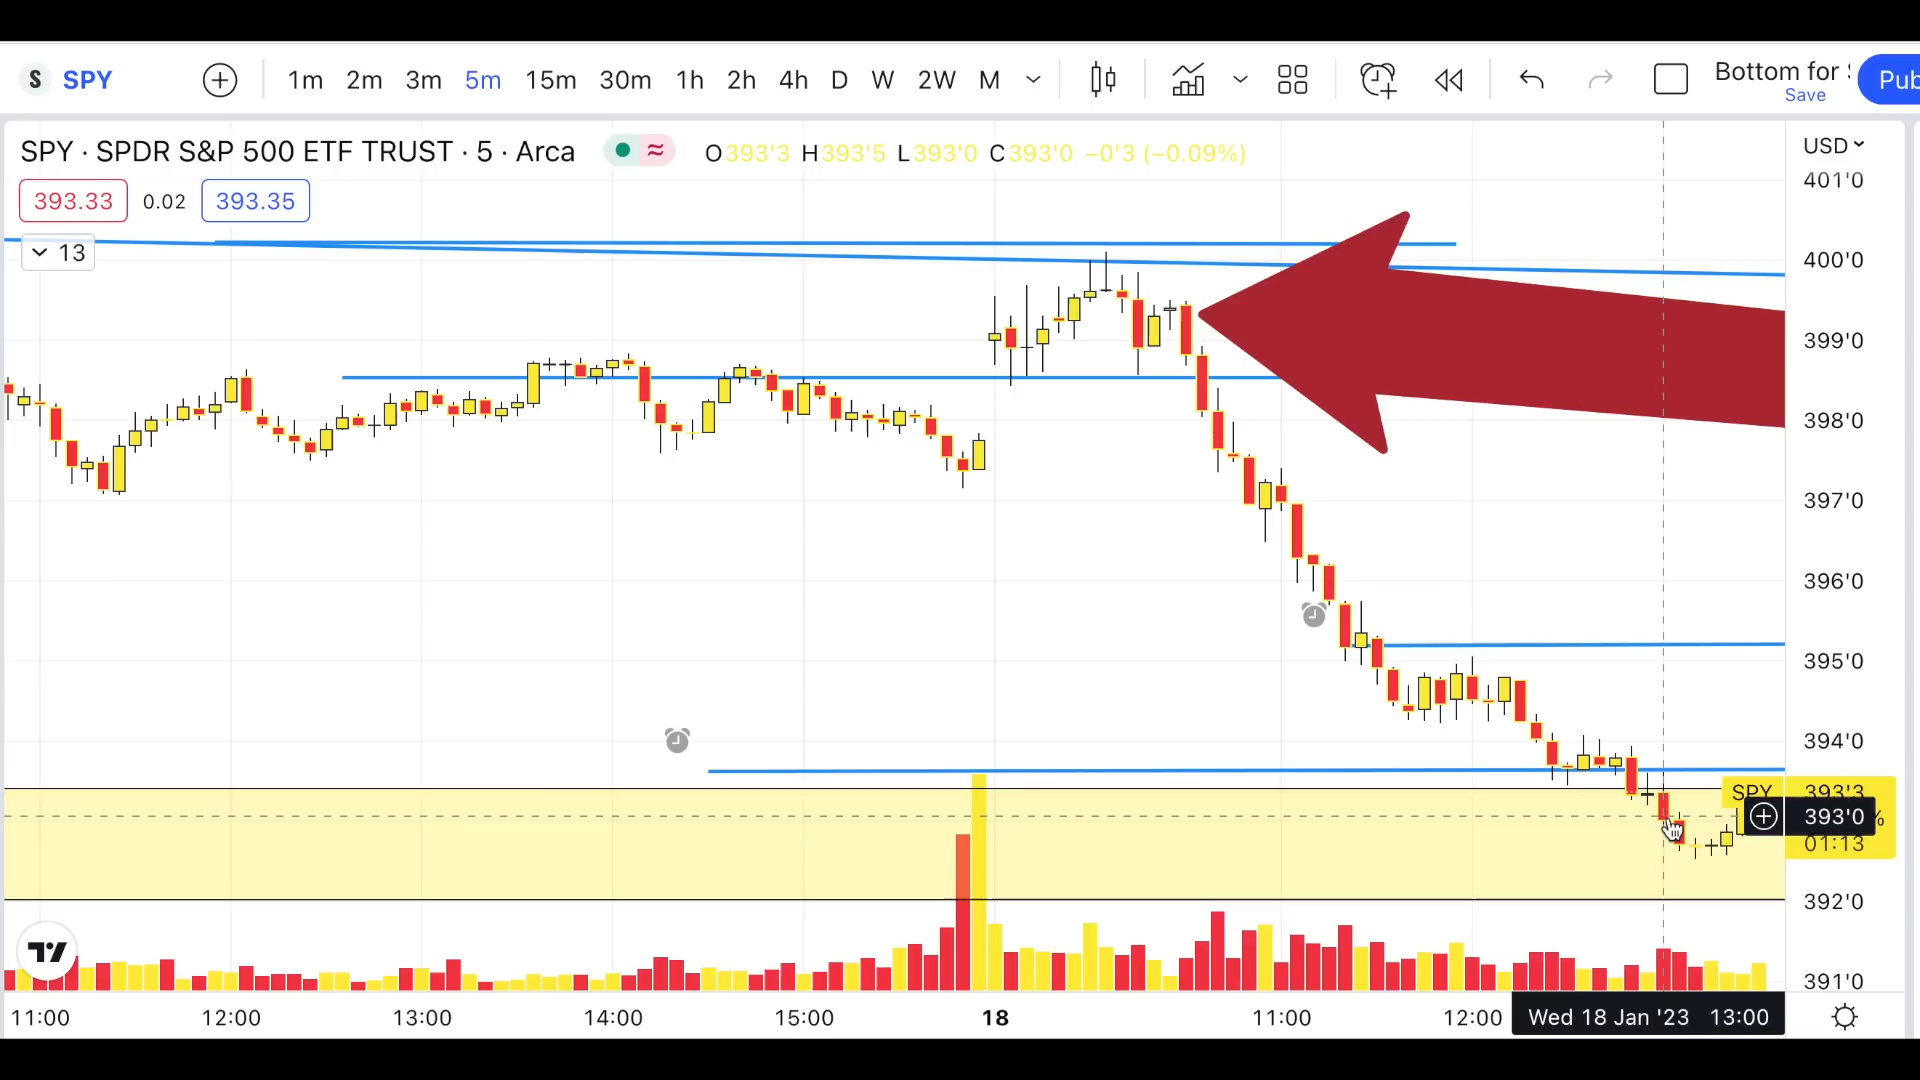 S SPY 1m 2m 3m 5m 15m 30m 1h 2h 4h D W 2W M Bottom for Pub
Save
SPY · SPDR S&P 500 ETF TRUST · 5 · Arca ≈ O393'3 H393'5 L393'0 C393'0 −0'3 (−0.09%)
USD
393.33 0.02 393.35
13
401'0
400'0
399'0
398'0
397'0
396'0
395'0
394'0
SPY 393'3
393'0 %
01:13
392'0
391'0
11:00 12:00 13:00 14:00 15:00 18 11:00 12:00 Wed 18 Jan '23 13:00